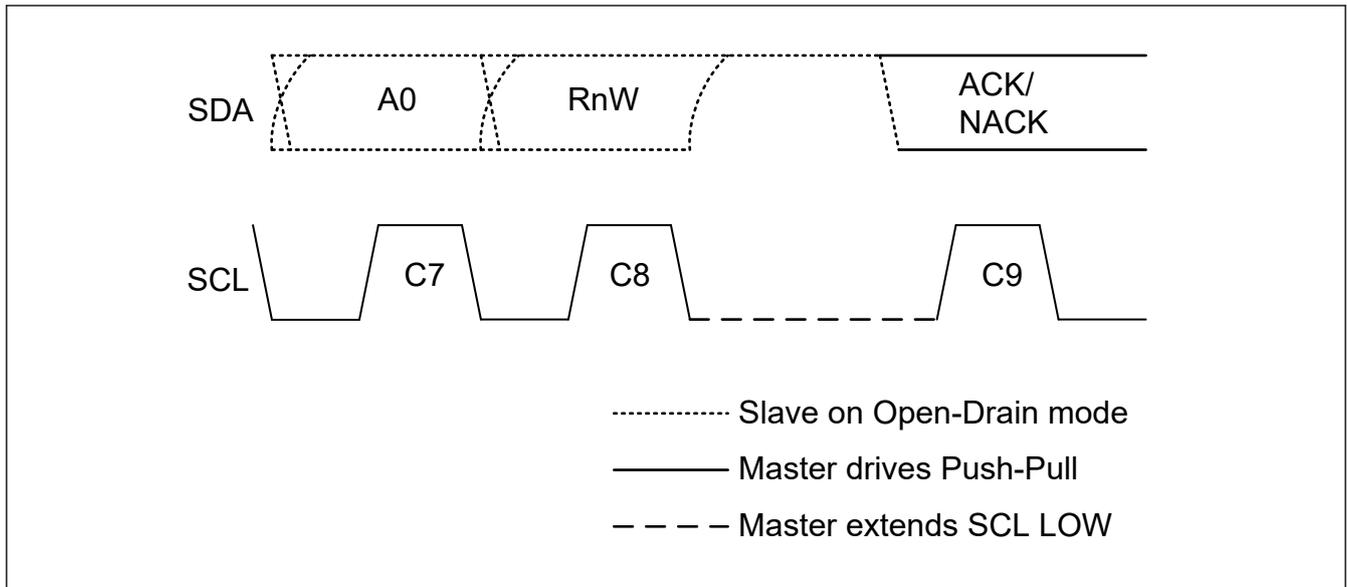 SDA
A0
RnW
ACK/
NACK
SCL
C7
C8
C9
Slave on Open-Drain mode
Master drives Push-Pull
Master extends SCL LOW